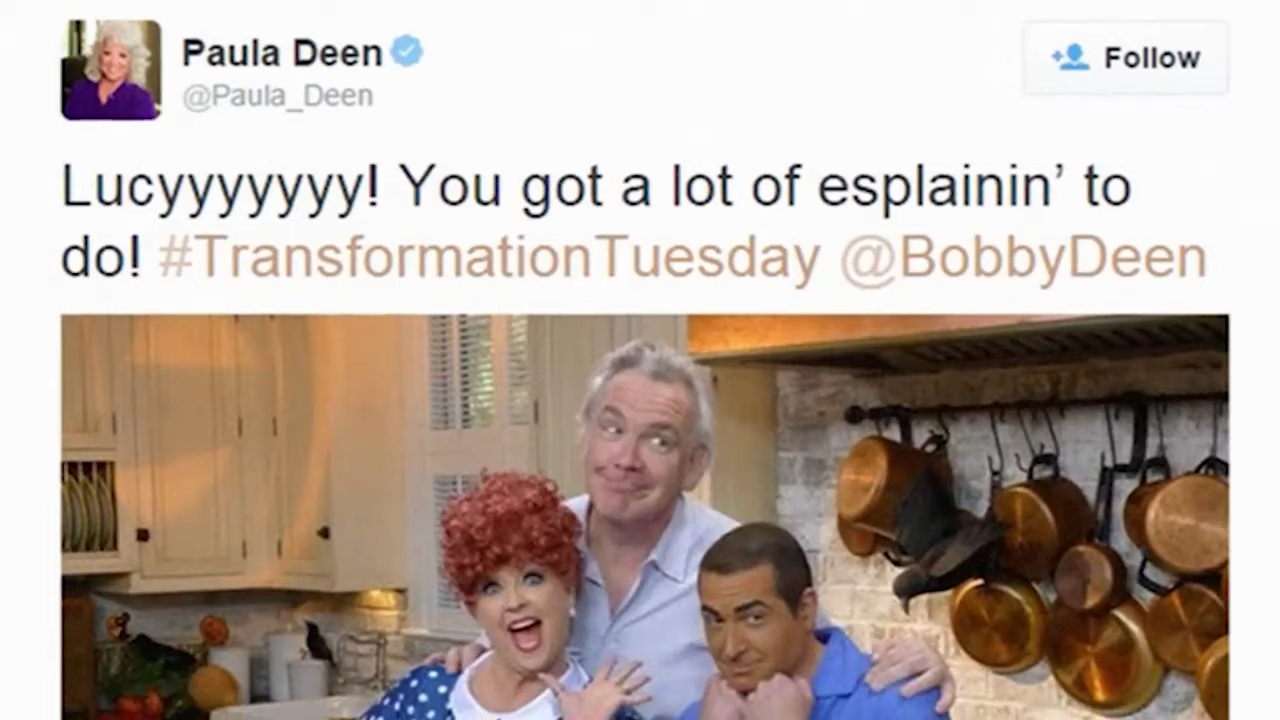 Paula Deen
@Paula_Deen
Follow
Lucyyyyyyy! You got a lot of esplainin’ to
do! #TransformationTuesday @BobbyDeen